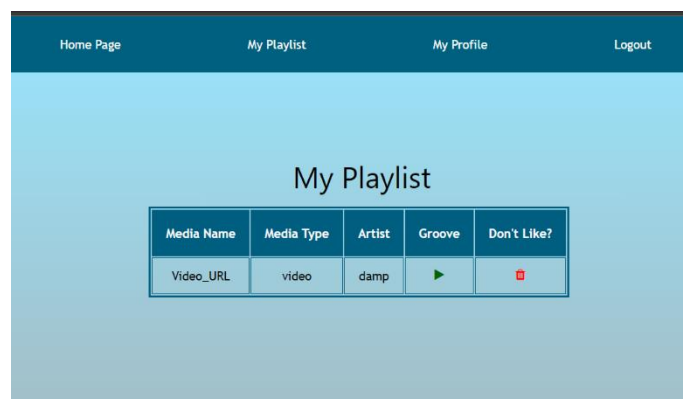 Home Page My Playlist My Profile Logout
My Playlist
Media Name Media Type Artist Groove Don't Like?
Video_URL video damp